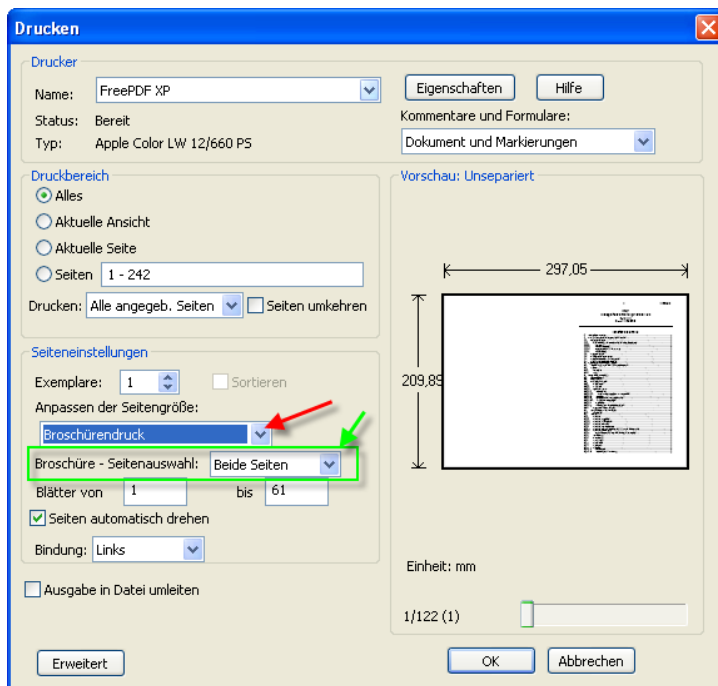 Drucken
Drucker
Name: FreePDF XP
Eigenschaften
Hilfe
Status: Bereit
Kommentare und Formulare:
Typ: Apple Color LW 12/660 PS
Dokument und Markierungen
Druckbereich
Alles
Aktuelle Ansicht
Aktuelle Seite
Seiten 1 - 242
Drucken: Alle angegeb. Seiten Seiten umkehren
Seiteneinstellungen
Exemplare: 1 Sortieren
Anpassen der Seitengröße:
Broschürendruck
Broschüre - Seitenauswahl: Beide Seiten
Blätter von 1 bis 61
Seiten automatisch drehen
Bindung: Links
Ausgabe in Datei umleiten
Erweitert
Vorschau: Unsepariert
297,05
209,89
Einheit: mm
1/122 (1)
OK
Abbrechen